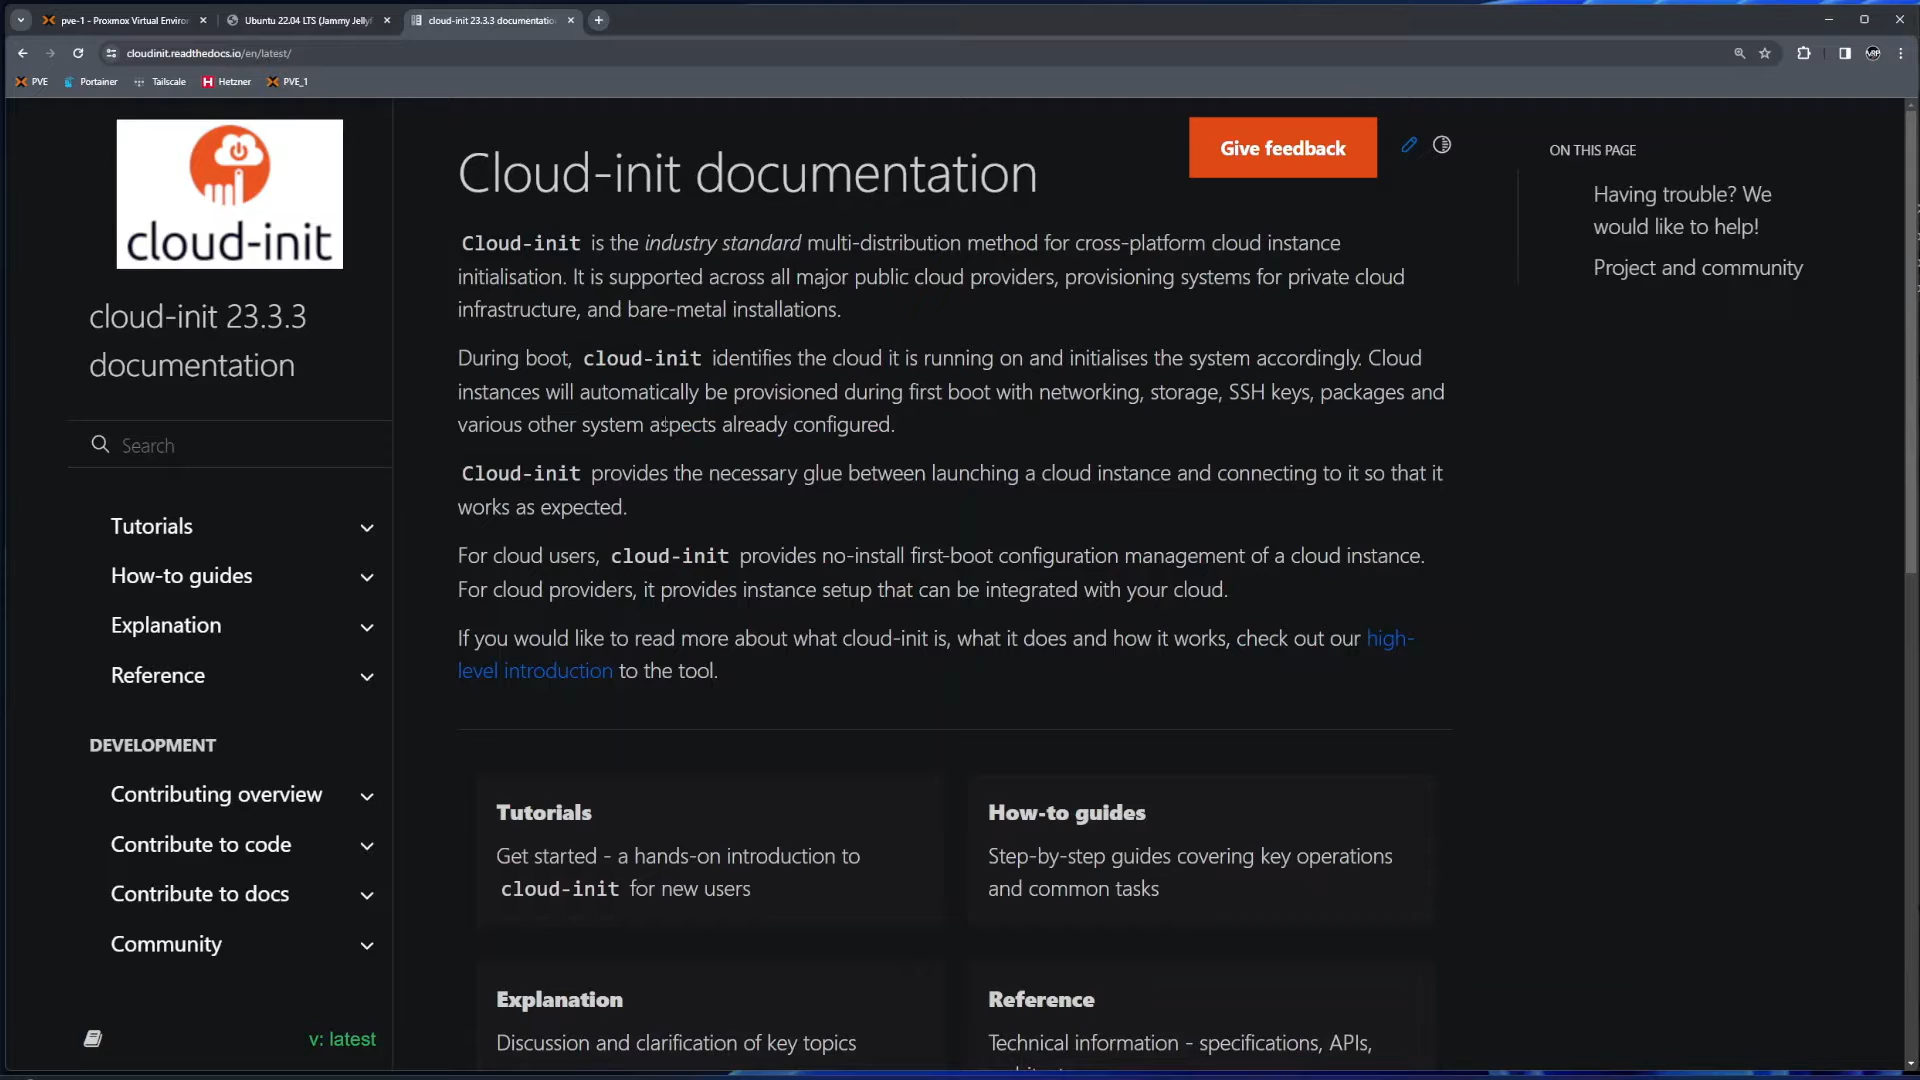 pve-1 - Proxmox Virtual Enviror
Ubuntu 22.04 LTS (Jammy Jellyf
cloud-init 23.3.3 documentatio
cloudinit.readthedocs.io/en/latest/
PVE
Portainer
Tailscale
Hetzner
PVE_1
cloud-init
cloud-init 23.3.3
documentation
Search
Tutorials
How-to guides
Explanation
Reference
DEVELOPMENT
Contributing overview
Contribute to code
Contribute to docs
Community
v: latest
Cloud-init documentation
Give feedback
Cloud-init is the industry standard multi-distribution method for cross-platform cloud instance
initialisation. It is supported across all major public cloud providers, provisioning systems for private cloud
infrastructure, and bare-metal installations.
During boot, cloud-init identifies the cloud it is running on and initialises the system accordingly. Cloud
instances will automatically be provisioned during first boot with networking, storage, SSH keys, packages and
various other system aspects already configured.
Cloud-init provides the necessary glue between launching a cloud instance and connecting to it so that it
works as expected.
For cloud users, cloud-init provides no-install first-boot configuration management of a cloud instance.
For cloud providers, it provides instance setup that can be integrated with your cloud.
If you would like to read more about what cloud-init is, what it does and how it works, check out our high-
level introduction to the tool.
Tutorials
Get started - a hands-on introduction to
cloud-init for new users
How-to guides
Step-by-step guides covering key operations
and common tasks
Explanation
Discussion and clarification of key topics
Reference
Technical information - specifications, APIs,
ON THIS PAGE
Having trouble? We
would like to help!
Project and community